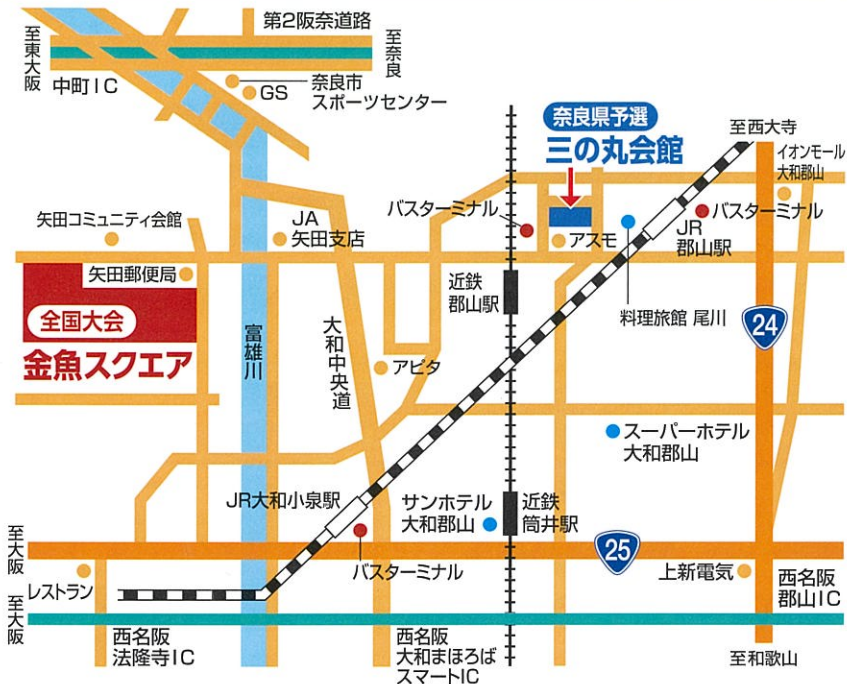 第2阪奈道路
至東大阪
至奈良
中町IC
奈良市
スポーツセンター
GS
奈良県予選
三の丸会館
至西大寺
イオンモール
大和郡山
バスターミナル
バスターミナル
アスモ
JR
郡山駅
矢田コミュニティ会館
JA
矢田支店
矢田郵便局
全国大会
金魚スクエア
富雄川
大和中央道
近鉄
郡山駅
料理旅館 尾川
24
アピタ
スーパーホテル
大和郡山
JR大和小泉駅
サンホテル
大和郡山
近鉄
筒井駅
至大阪
25
レストラン
バスターミナル
上新電気
西名阪
郡山IC
至大阪
西名阪
法隆寺IC
西名阪
大和まほろば
スマートIC
至和歌山